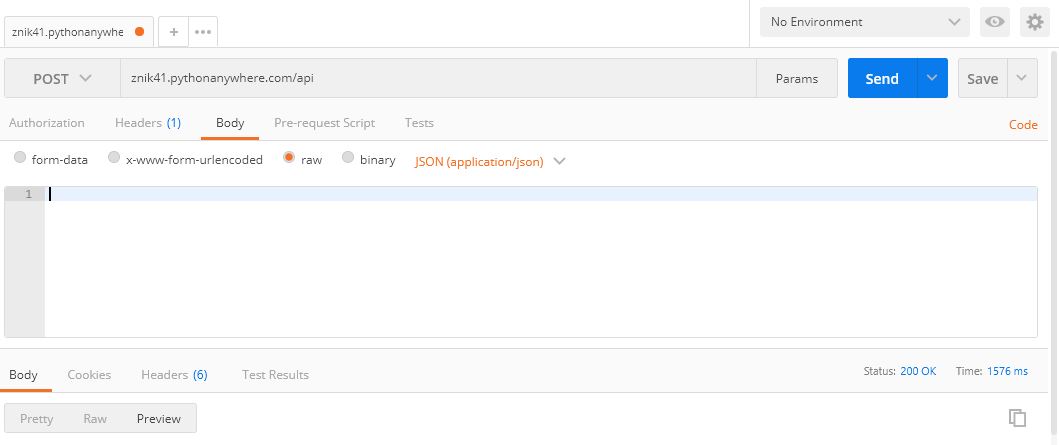 No Environment
znik41.pythonanywhe + •••
POST znik41.pythonanywhere.com/api Params Send Save
Authorization Headers (1) Body Pre-request Script Tests Code
form-data x-www-form-urlencoded raw binary JSON (application/json)
1
Body Cookies Headers (6) Test Results Status: 200 OK Time: 1576 ms
Pretty Raw Preview